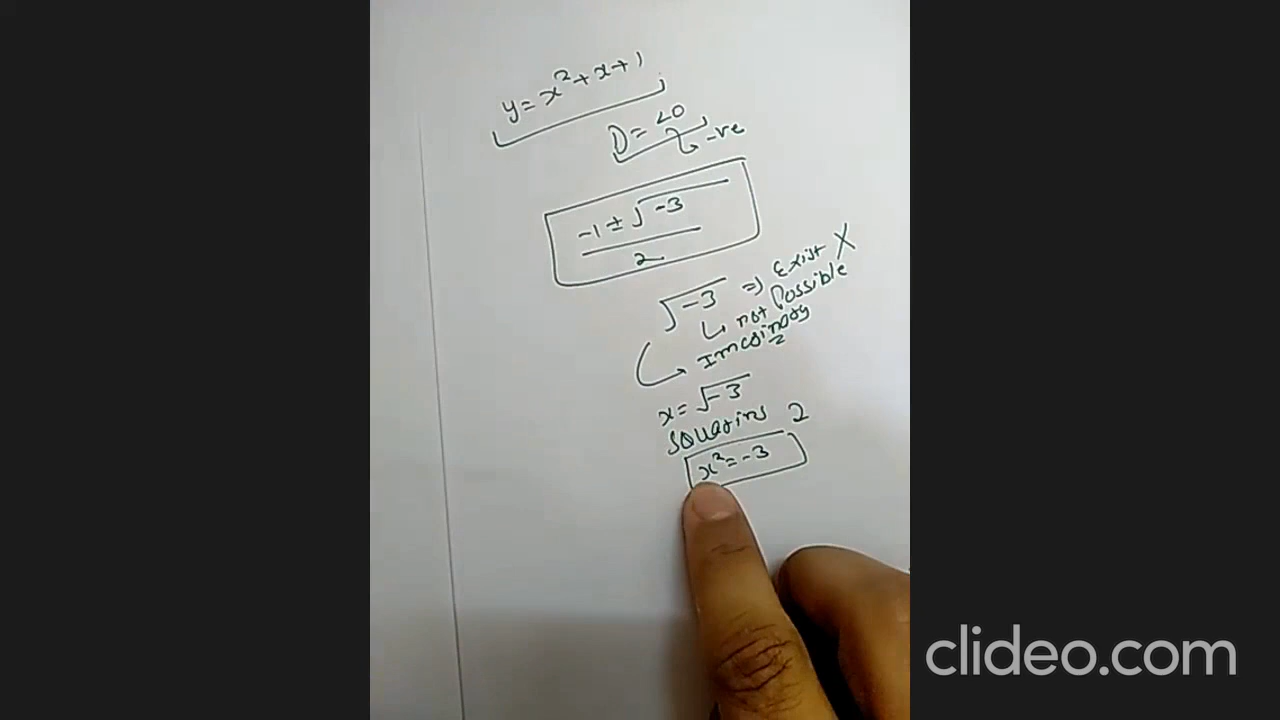 y = x² + x + 1
D = <0
-ve
-1 ± √-3
2
√-3 => Exist X
not Possible
Imaginary
x = √-3
Squaring 2
x² = -3
clideo.com